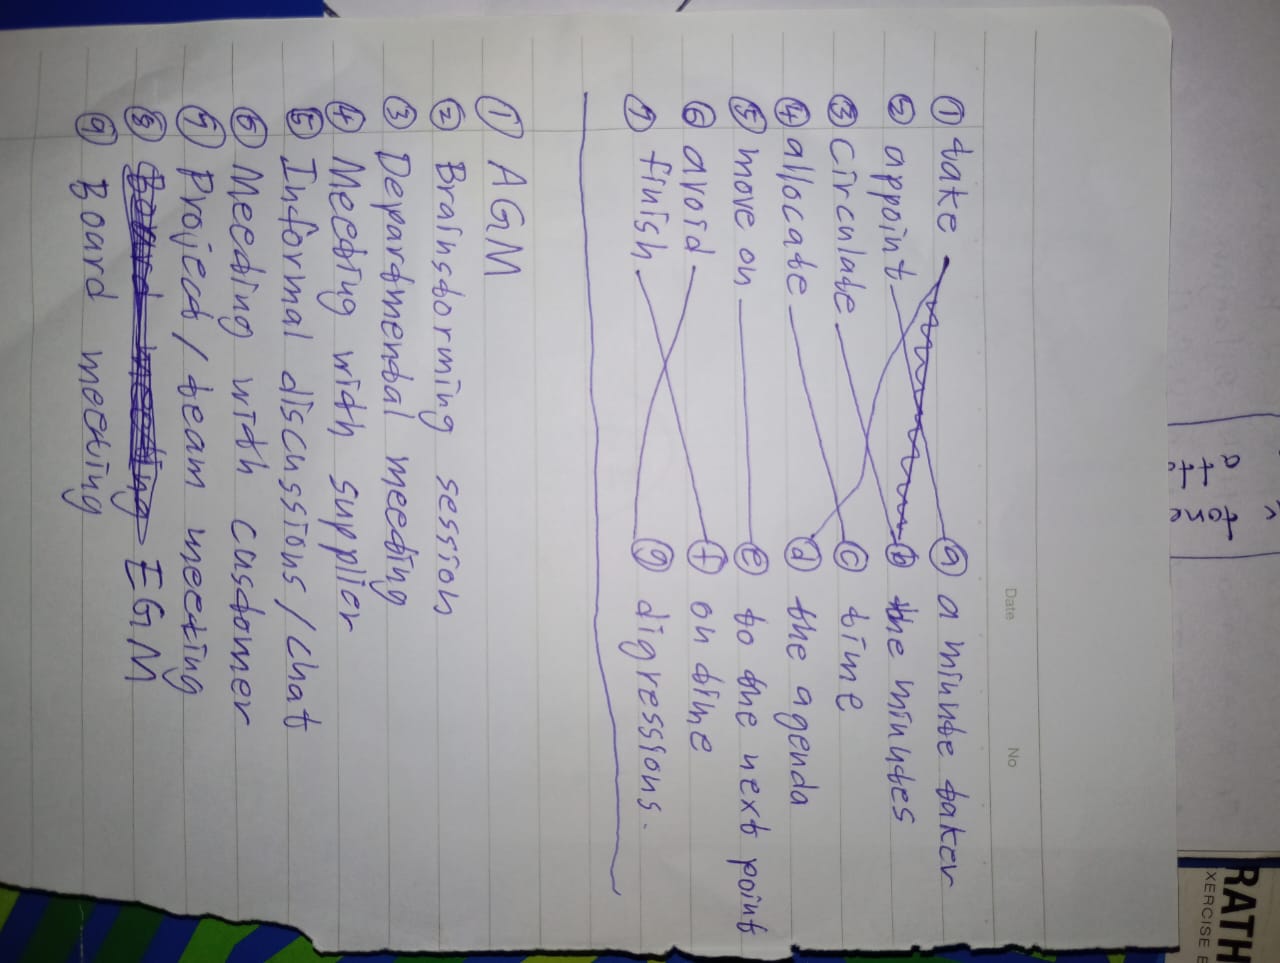 tone
RATH
XERCISE
Date No
① take ⓐ a minute taker
② appoint ⓑ the minutes
③ circulate ⓒ time
④ allocate ⓓ the agenda
⑤ move on ⓔ to the next point
⑥ avoid ⓕ on time
⑦ finish ⓖ digressions.
① AGM
② Brainstorming session
③ Departmental meeting
④ Meeting with supplier
⑤ Informal discussions / chat
⑥ Meeting with customer
⑦ Project / team meeting
⑧ Board meeting EGM
⑨ Board meeting